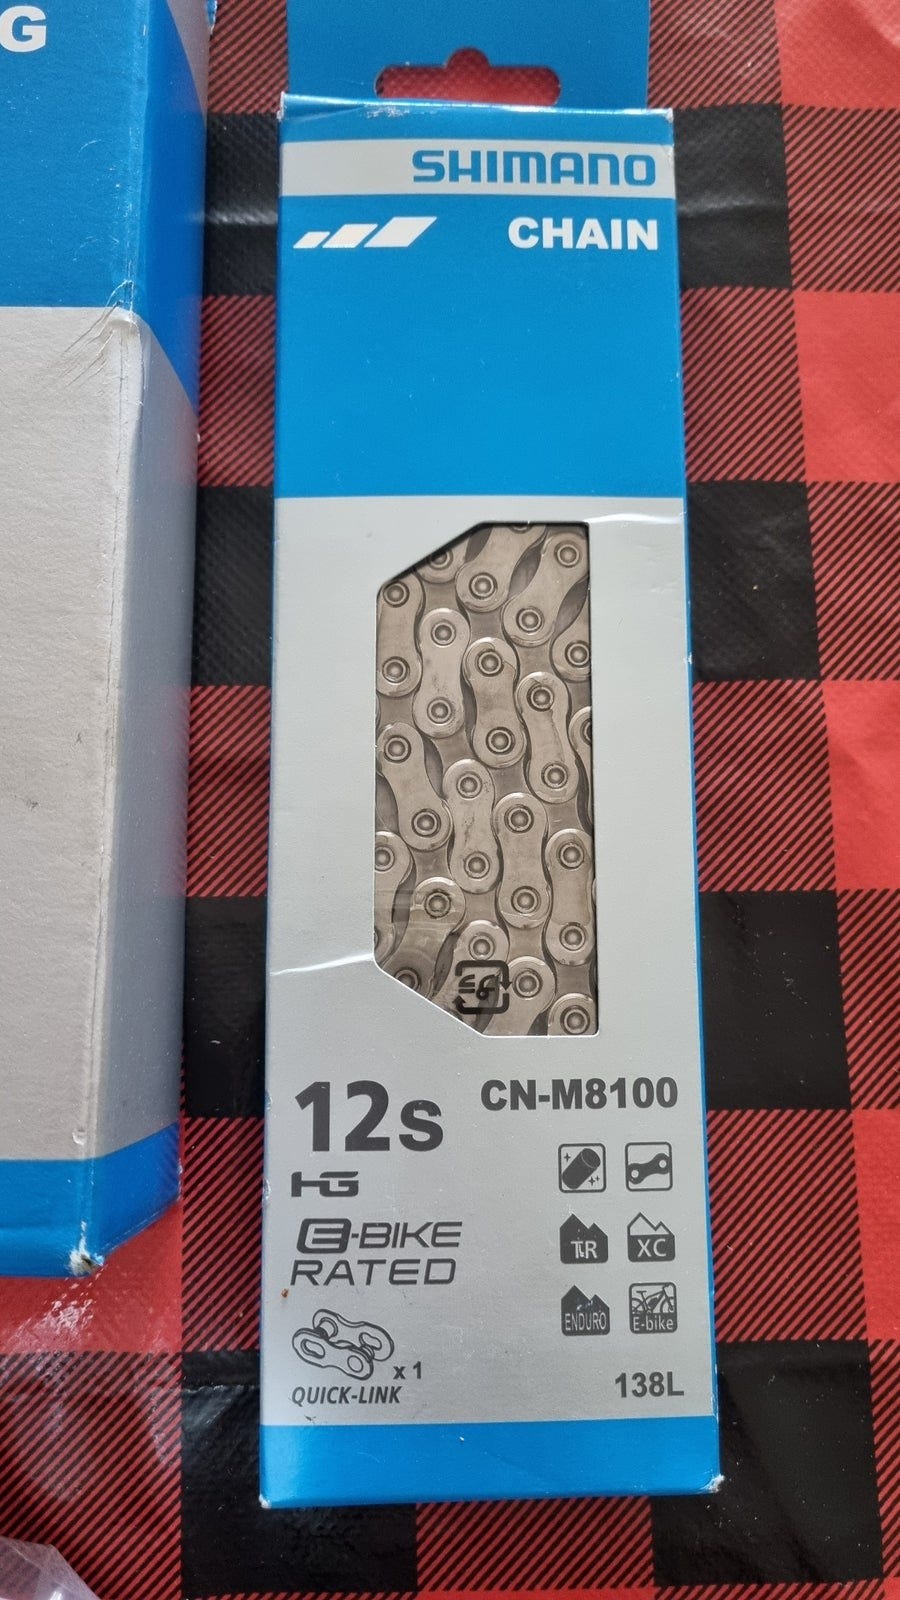 G
SHIMANO
CHAIN
12s
CN-M8100
HG
E-BIKE
RATED
TR
XC
ENDURO
E-bike
x 1
QUICK-LINK
138L